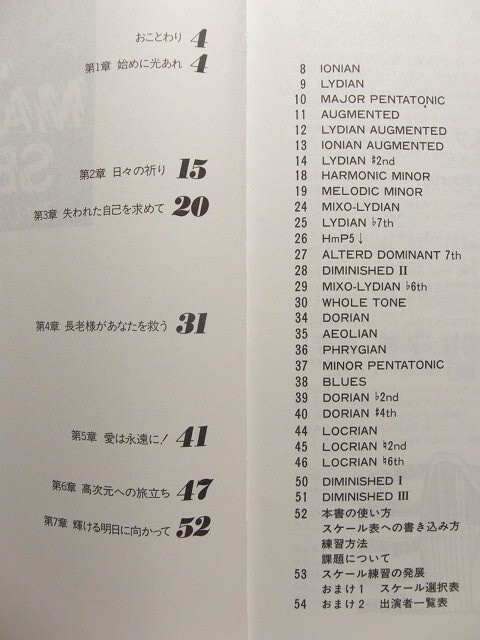 おことわり 4
第1章 始めに光あれ 4
第2章 日々の祈り 15
第3章 失われた自己を求めて 20
第4章 長老様があなたを救う 31
第5章 愛は永遠に! 41
第6章 高次元への旅立ち 47
第7章 輝ける明日に向かって 52
8 IONIAN
9 LYDIAN
10 MAJOR PENTATONIC
11 AUGMENTED
12 LYDIAN AUGMENTED
13 IONIAN AUGMENTED
14 LYDIAN ♯2nd
18 HARMONIC MINOR
19 MELODIC MINOR
24 MIXO-LYDIAN
25 LYDIAN ♭7th
26 HmP5↓
27 ALTERD DOMINANT 7th
28 DIMINISHED II
29 MIXO-LYDIAN ♭6th
30 WHOLE TONE
34 DORIAN
35 AEOLIAN
36 PHRYGIAN
37 MINOR PENTATONIC
38 BLUES
39 DORIAN ♭2nd
40 DORIAN ♯4th
44 LOCRIAN
45 LOCRIAN ♮2nd
46 LOCRIAN ♮6th
50 DIMINISHED I
51 DIMINISHED III
52 本書の使い方
スケール表への書き込み方
練習方法
課題について
53 スケール練習の発展
おまけ1 スケール選択表
54 おまけ2 出演者一覧表